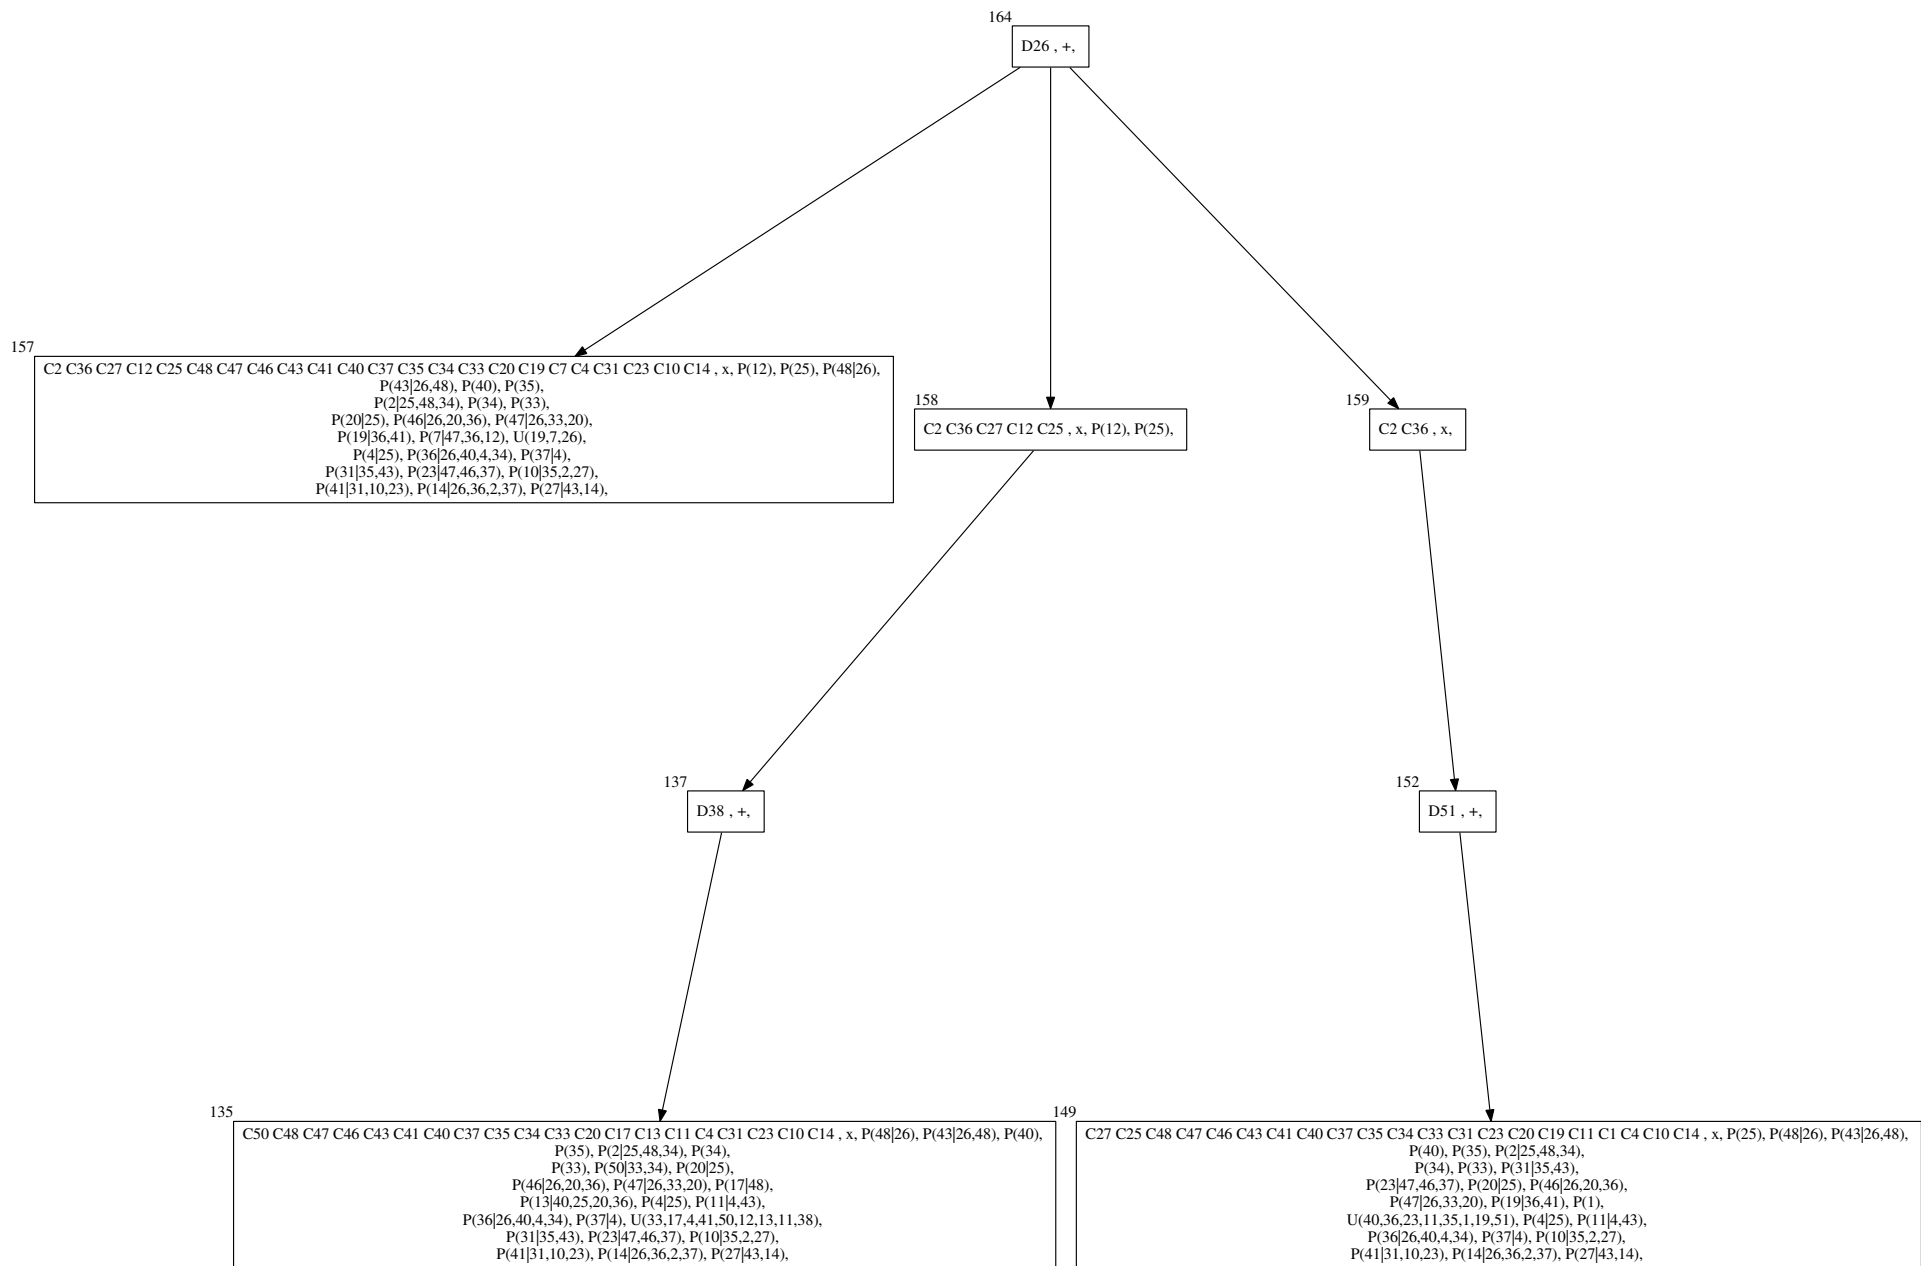 164
D26 , +,
157
C2 C36 C27 C12 C25 C48 C47 C46 C43 C41 C40 C37 C35 C34 C33 C20 C19 C7 C4 C31 C23 C10 C14 , x, P(12), P(25), P(48|26),
P(43|26,48), P(40), P(35),
P(2|25,48,34), P(34), P(33),
P(20|25), P(46|26,20,36), P(47|26,33,20),
P(19|36,41), P(7|47,36,12), U(19,7,26),
P(4|25), P(36|26,40,4,34), P(37|4),
P(31|35,43), P(23|47,46,37), P(10|35,2,27),
P(41|31,10,23), P(14|26,36,2,37), P(27|43,14),
158
C2 C36 C27 C12 C25 , x, P(12), P(25),
159
C2 C36 , x,
137
D38 , +,
152
D51 , +,
135
C50 C48 C47 C46 C43 C41 C40 C37 C35 C34 C33 C20 C17 C13 C11 C4 C31 C23 C10 C14 , x, P(48|26), P(43|26,48), P(40),
P(35), P(2|25,48,34), P(34),
P(33), P(50|33,34), P(20|25),
P(46|26,20,36), P(47|26,33,20), P(17|48),
P(13|40,25,20,36), P(4|25), P(11|4,43),
P(36|26,40,4,34), P(37|4), U(33,17,4,41,50,12,13,11,38),
P(31|35,43), P(23|47,46,37), P(10|35,2,27),
P(41|31,10,23), P(14|26,36,2,37), P(27|43,14),
149
C27 C25 C48 C47 C46 C43 C41 C40 C37 C35 C34 C33 C31 C23 C20 C19 C11 C1 C4 C10 C14 , x, P(25), P(48|26), P(43|26,48),
P(40), P(35), P(2|25,48,34),
P(34), P(33), P(31|35,43),
P(23|47,46,37), P(20|25), P(46|26,20,36),
P(47|26,33,20), P(19|36,41), P(1),
U(40,36,23,11,35,1,19,51), P(4|25), P(11|4,43),
P(36|26,40,4,34), P(37|4), P(10|35,2,27),
P(41|31,10,23), P(14|26,36,2,37), P(27|43,14),